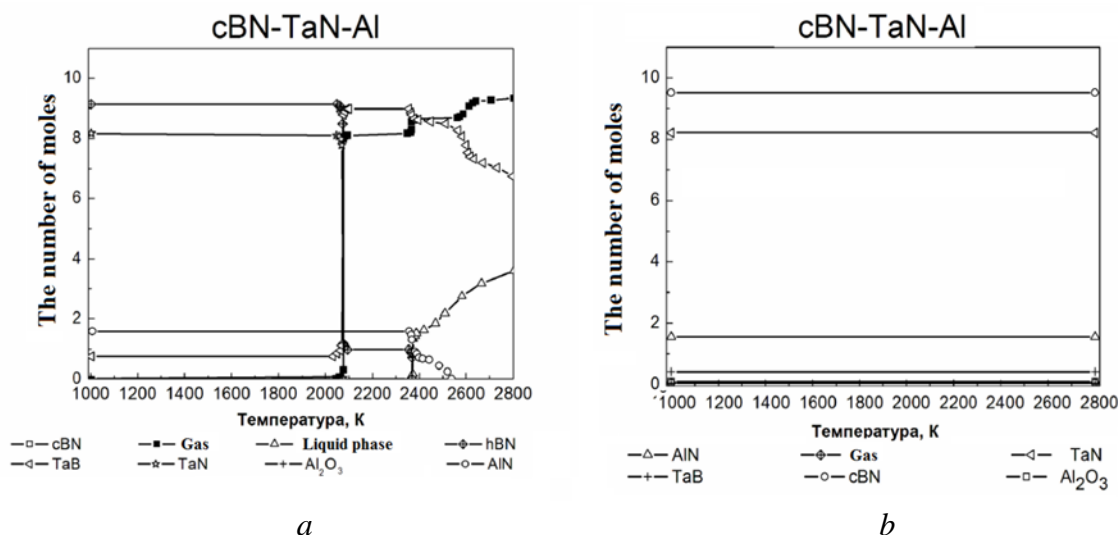 cBN-TaN-Al
The number of moles
10
8
6
4
2
0
1000 1200 1400 1600 1800 2000 2200 2400 2600 2800
Температура, К
cBN Gas Liquid phase hBN
TaB TaN Al₂O₃ AlN
a
cBN-TaN-Al
The number of moles
10
8
6
4
2
0
1000 1200 1400 1600 1800 2000 2200 2400 2600 2800
Температура, К
AlN Gas TaN
TaB cBN Al₂O₃
b